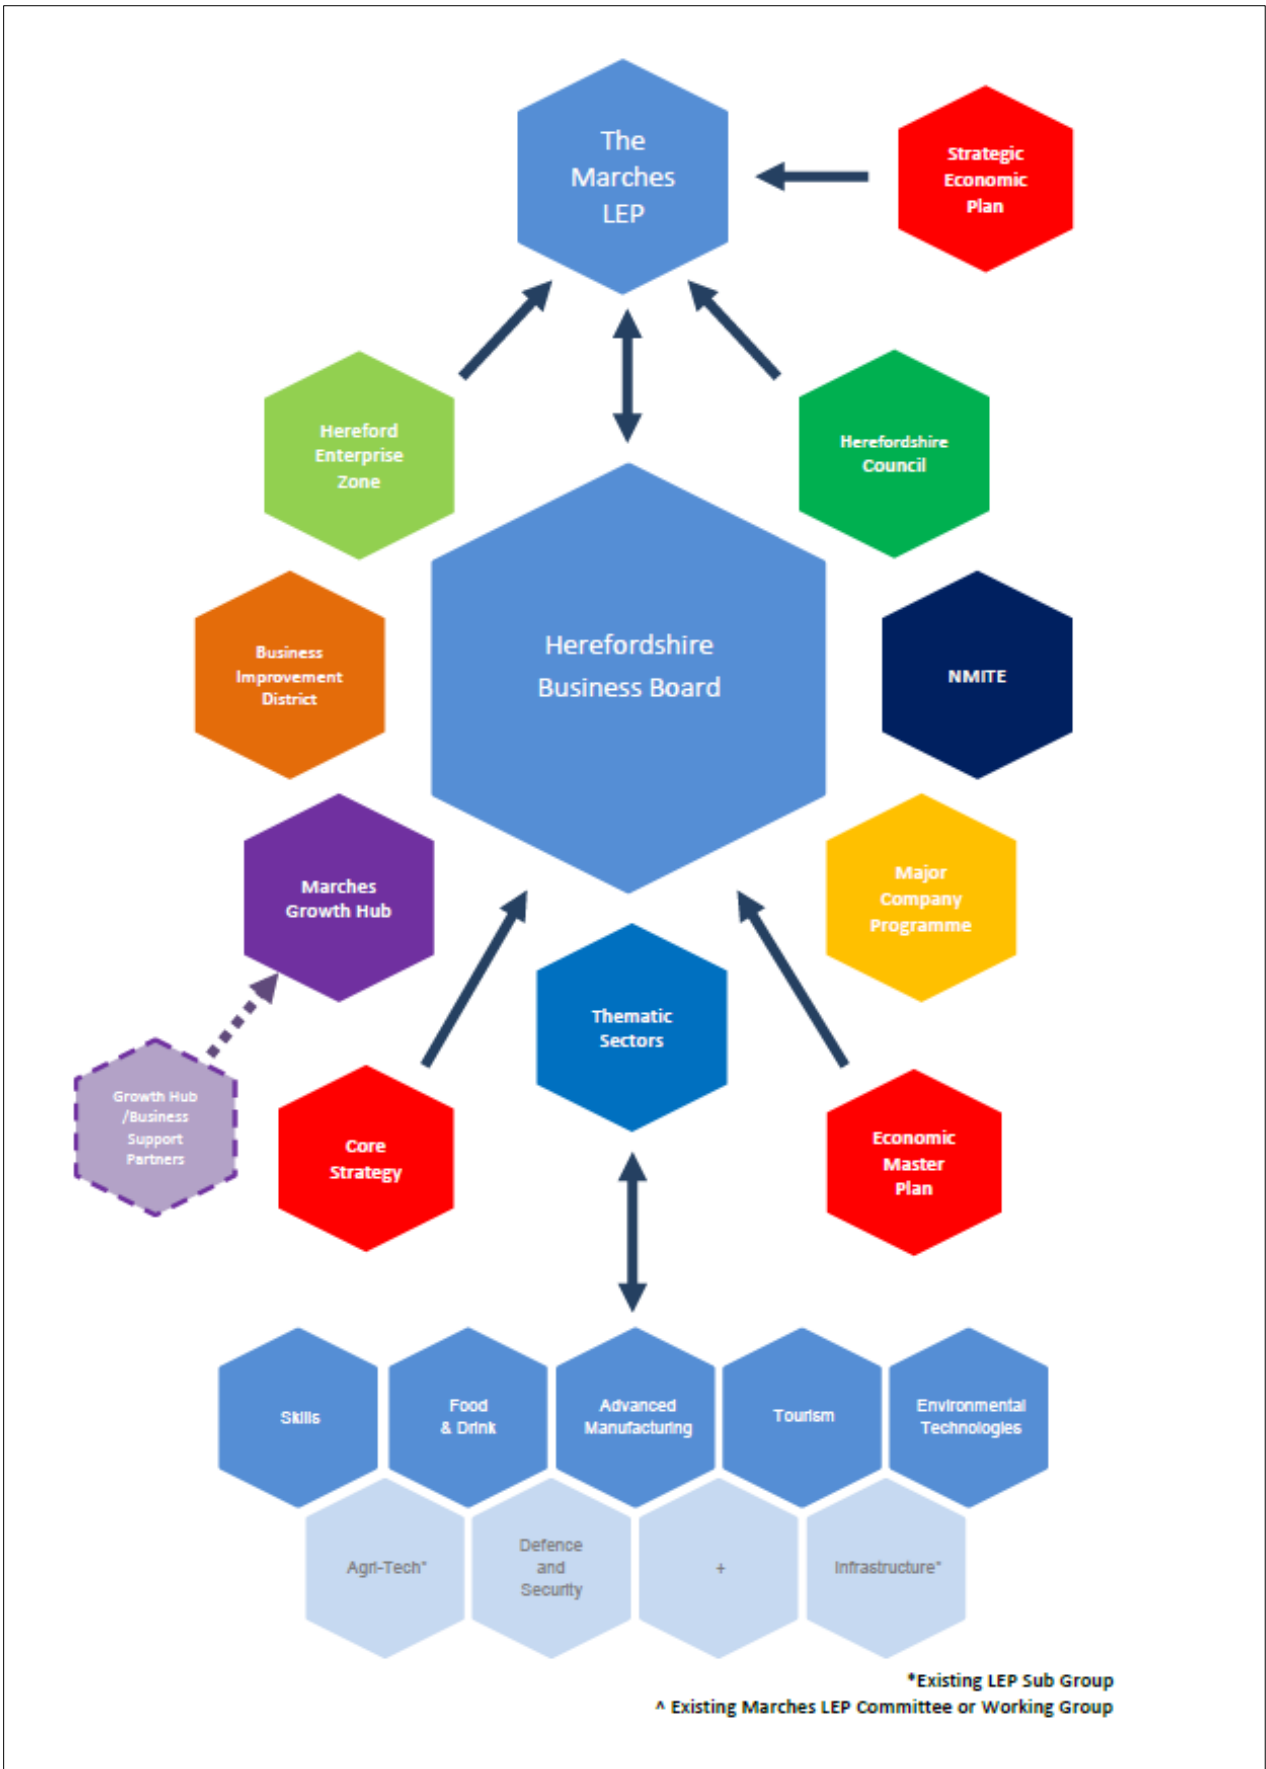 The
Marches
LEP
Strategic
Economic
Plan
Hereford
Enterprise
Zone
Herefordshire
Council
Business
Improvement
District
Herefordshire
Business Board
NMITE
Marches
Growth Hub
Major
Company
Programme
Thematic
Sectors
Growth Hub
/Business
Support
Partners
Core
Strategy
Economic
Master
Plan
Skills
Food
& Drink
Advanced
Manufacturing
Tourism
Environmental
Technologies
Agri-Tech*
Defence
and
Security
+
Infrastructure*
*Existing LEP Sub Group
^ Existing Marches LEP Committee or Working Group